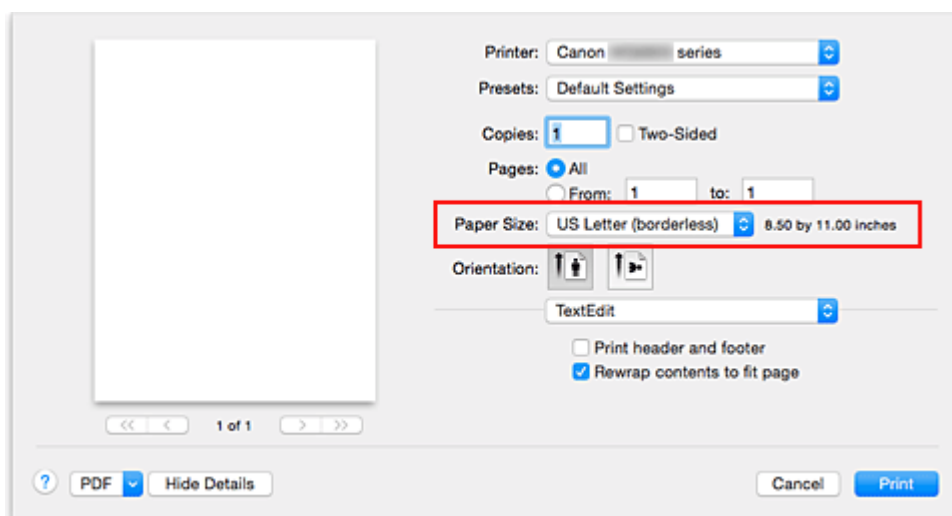 Printer: Canon series
Presets: Default Settings
Copies: 1 Two-Sided
Pages: All
From: 1 to: 1
Paper Size: US Letter (borderless) 8.50 by 11.00 inches
Orientation:
TextEdit
Print header and footer
Rewrap contents to fit page
<< < 1 of 1 > >>
? PDF Hide Details Cancel Print